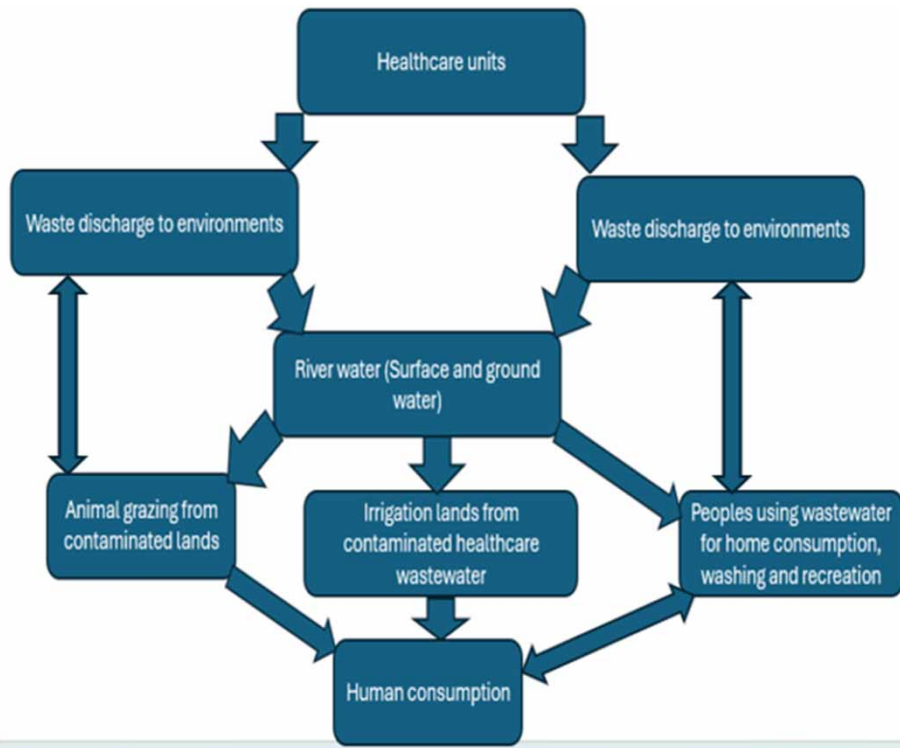 Healthcare units
Waste discharge to environments
Waste discharge to environments
River water (Surface and ground
water)
Animal grazing from
contaminated lands
Irrigation lands from
contaminated healthcare
wastewater
Peoples using wastewater
for home consumption,
washing and recreation
Human consumption